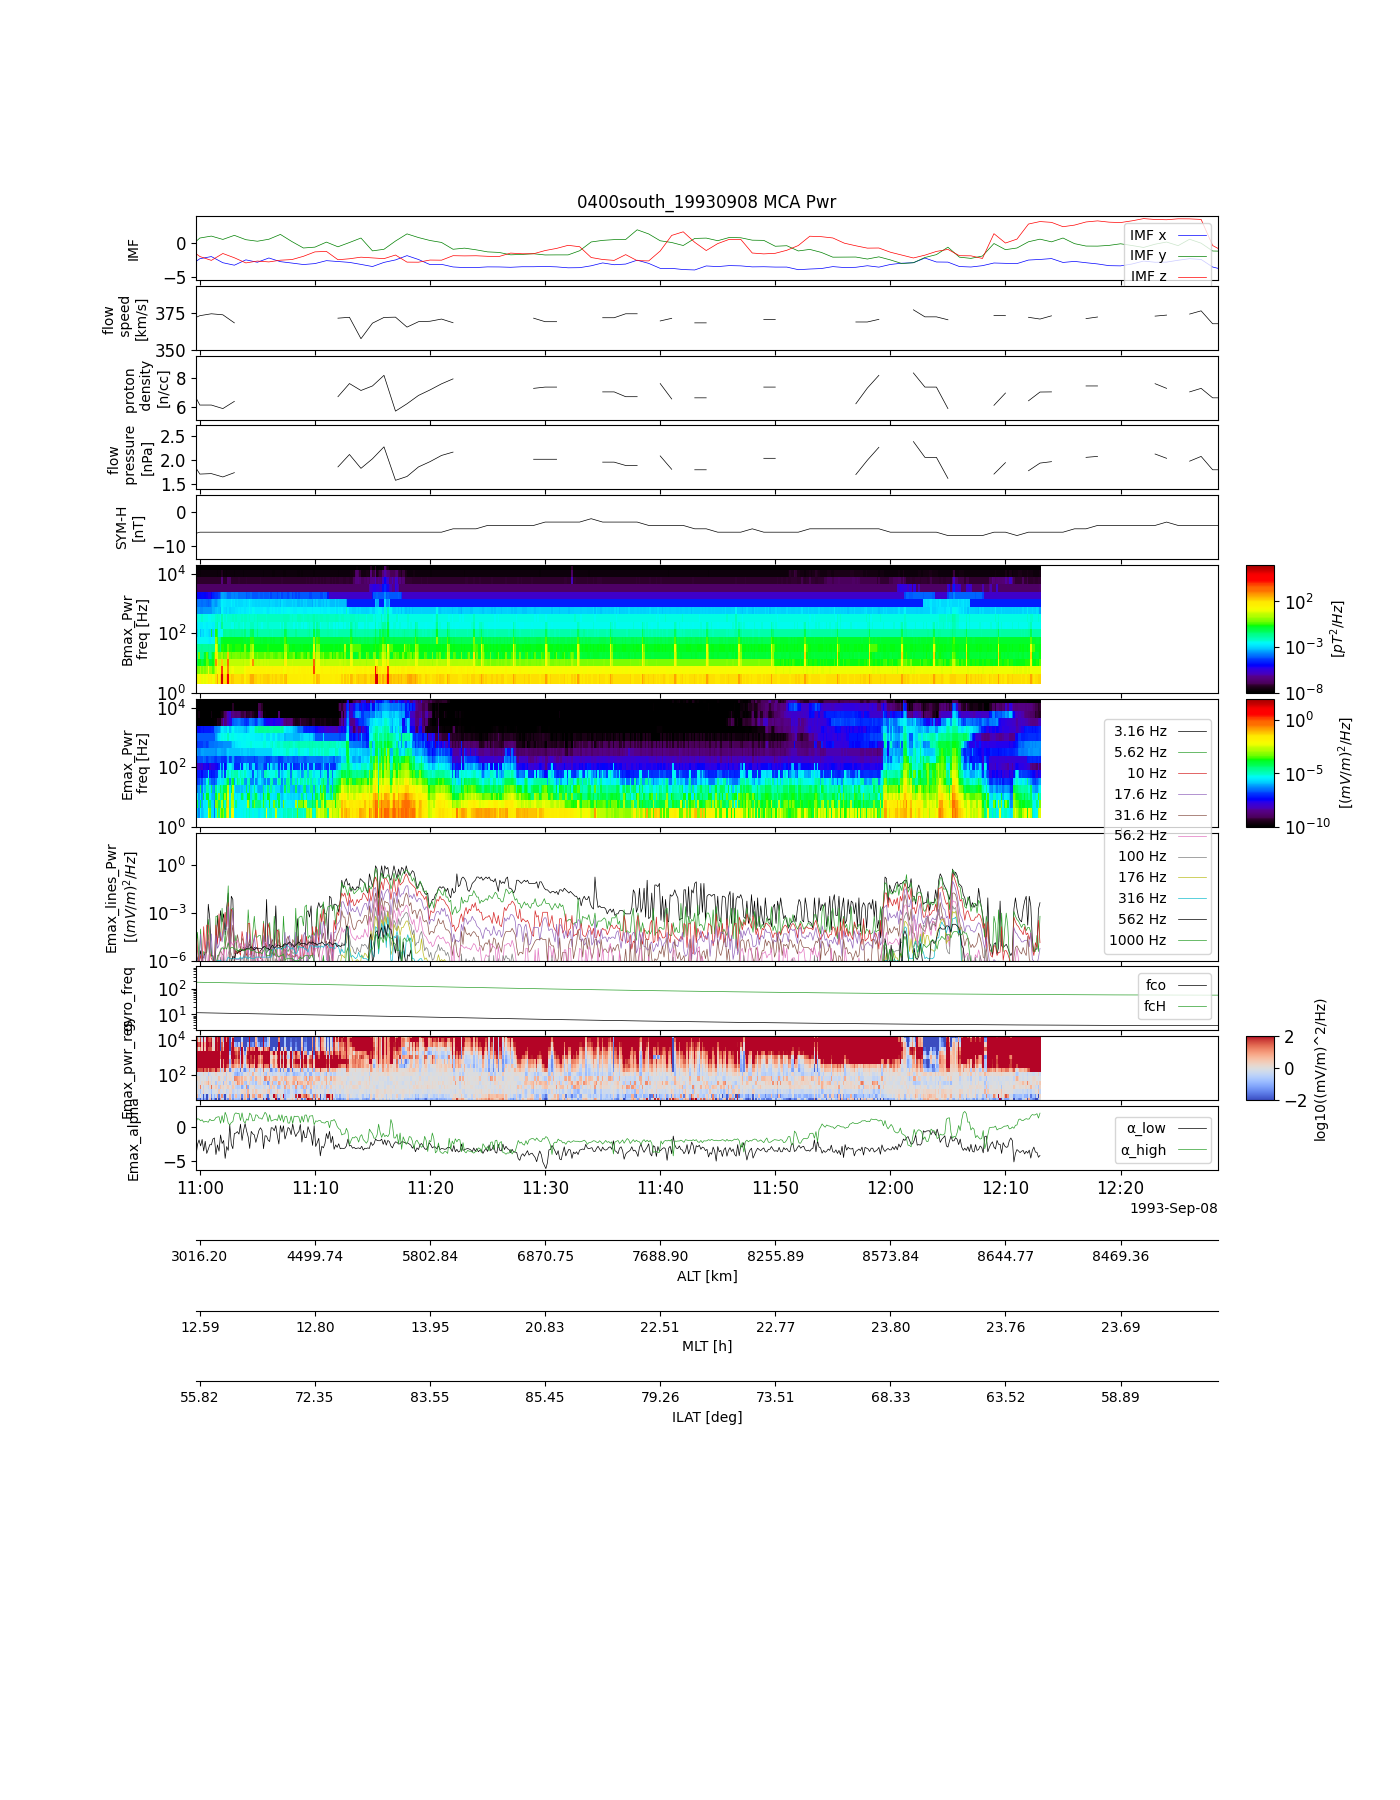 0400south_19930908 MCA Pwr
IMF
0
−5
IMF x
IMF y
IMF z
flow
speed
[km/s]
375
350
proton
density
[n/cc]
8
6
flow
pressure
[nPa]
2.5
2.0
1.5
SYM-H
[nT]
0
−10
Bmax_Pwr
freq [Hz]
10^4
10^2
10^0
10^2
10^−3
10^−8
[pT^2/Hz]
Emax_Pwr
freq [Hz]
10^4
10^2
10^0
10^0
10^−5
10^−10
[(mV/m)^2/Hz]
3.16 Hz
5.62 Hz
10 Hz
17.6 Hz
31.6 Hz
56.2 Hz
100 Hz
176 Hz
316 Hz
562 Hz
1000 Hz
Emax_lines_Pwr
[(mV/m)^2/Hz]
10^0
10^−3
10^−6
gyro_freq
10^2
10^1
fco
fcH
Emax_pwr_reg
10^4
10^2
2
0
−2
log10((mV/m)^2/Hz)
Emax_alpha
0
−5
α_low
α_high
11:00 11:10 11:20 11:30 11:40 11:50 12:00 12:10 12:20
1993-Sep-08
3016.20 4499.74 5802.84 6870.75 7688.90 8255.89 8573.84 8644.77 8469.36
ALT [km]
12.59 12.80 13.95 20.83 22.51 22.77 23.80 23.76 23.69
MLT [h]
55.82 72.35 83.55 85.45 79.26 73.51 68.33 63.52 58.89
ILAT [deg]